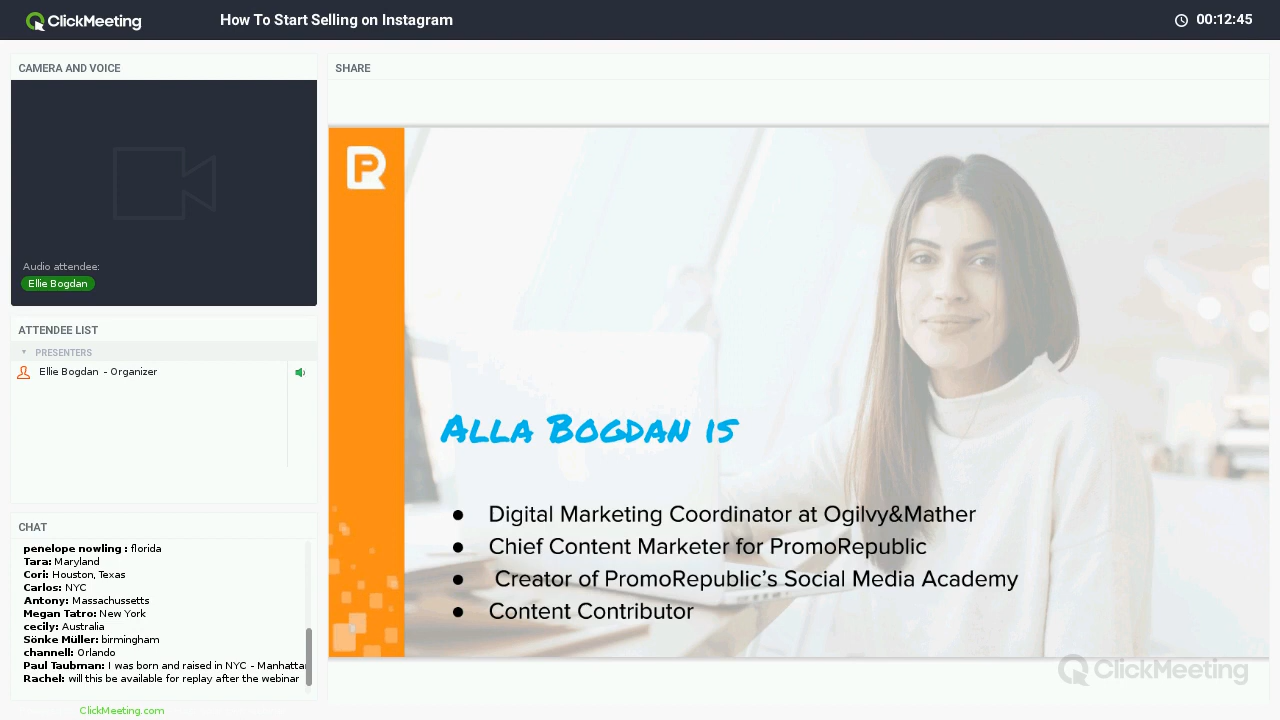 ClickMeeting
How To Start Selling on Instagram
00:12:45
CAMERA AND VOICE
Audio attendee:
Ellie Bogdan
ATTENDEE LIST
PRESENTERS
Ellie Bogdan - Organizer
CHAT
penelope nowling : florida
Tara: Maryland
Cori: Houston, Texas
Carlos: NYC
Antony: Massachussetts
Megan Tatro: New York
cecily: Australia
Sönke Müller: birmingham
channell: Orlando
Paul Taubman: I was born and raised in NYC - Manhattan
Rachel: will this be available for replay after the webinar
ClickMeeting.com
SHARE
PR
Alla Bogdan is
● Digital Marketing Coordinator at Ogilvy&Mather
● Chief Content Marketer for PromoRepublic
● Creator of PromoRepublic's Social Media Academy
● Content Contributor
ClickMeeting